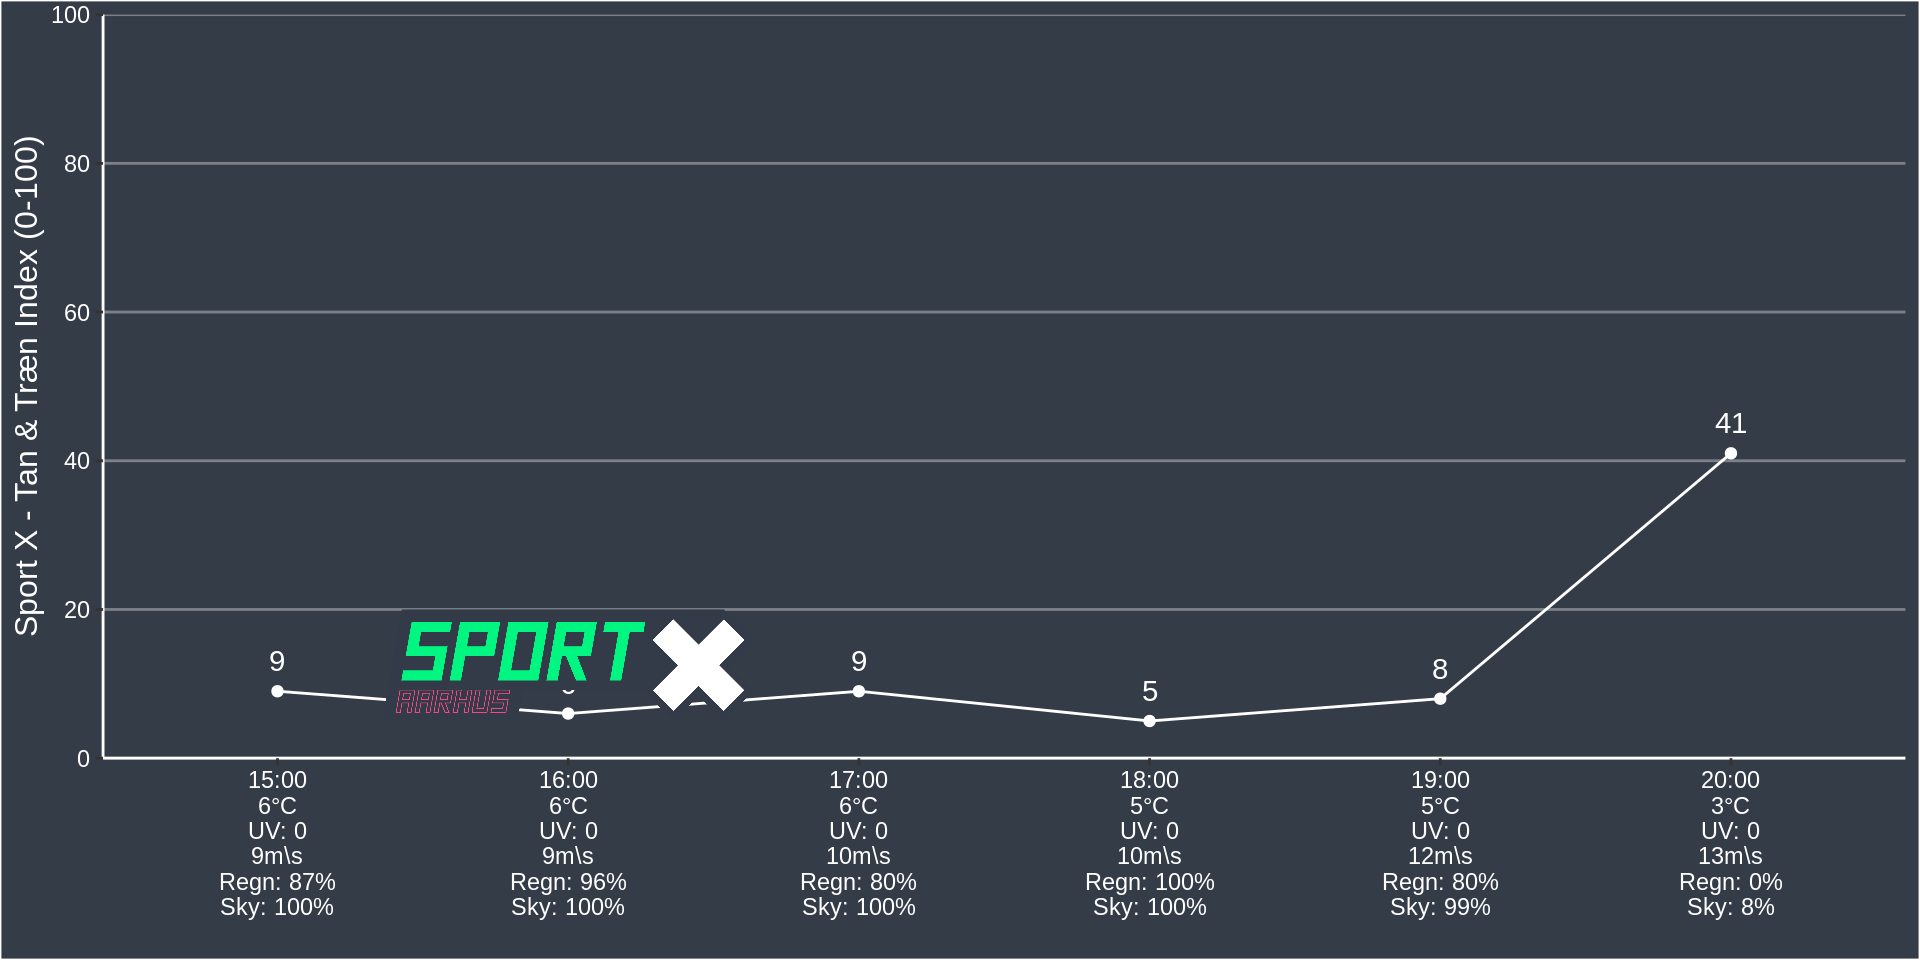 100
80
60
40
20
0
Sport X - Tan & Træn Index (0-100)
9
9
5
8
41
SPORT X
AARHUS
15:00
6°C
UV: 0
9m\s
Regn: 87%
Sky: 100%
16:00
6°C
UV: 0
9m\s
Regn: 96%
Sky: 100%
17:00
6°C
UV: 0
10m\s
Regn: 80%
Sky: 100%
18:00
5°C
UV: 0
10m\s
Regn: 100%
Sky: 100%
19:00
5°C
UV: 0
12m\s
Regn: 80%
Sky: 99%
20:00
3°C
UV: 0
13m\s
Regn: 0%
Sky: 8%